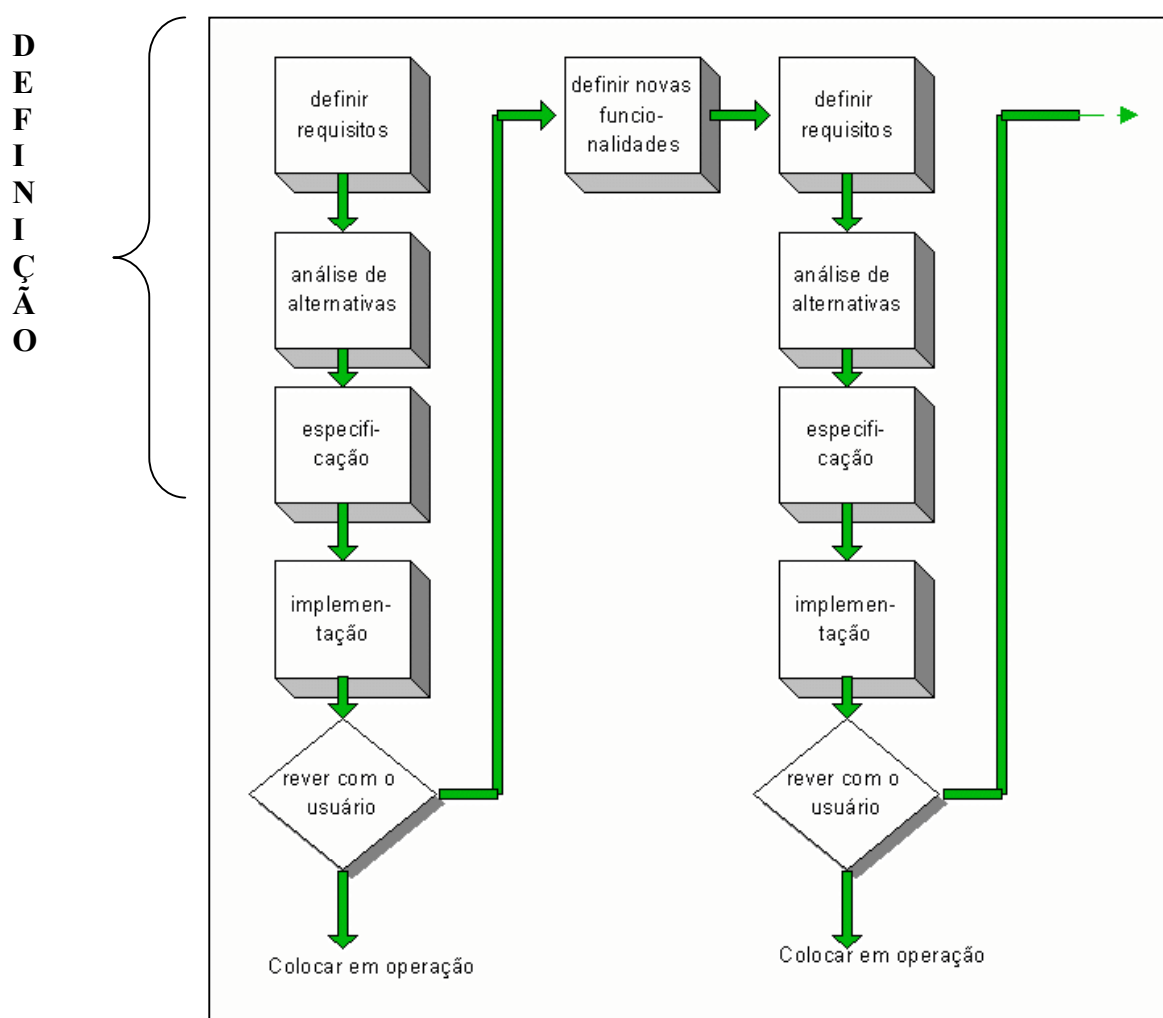 D
E
F
I
N
I
Ç
Ã
O
definir
requisitos
análise de
alternativas
especifi-
cação
implemen-
tação
rever com o
usuário
Colocar em operação
definir novas
funcio-
nalidades
definir
requisitos
análise de
alternativas
especifi-
cação
implemen-
tação
rever com o
usuário
Colocar em operação